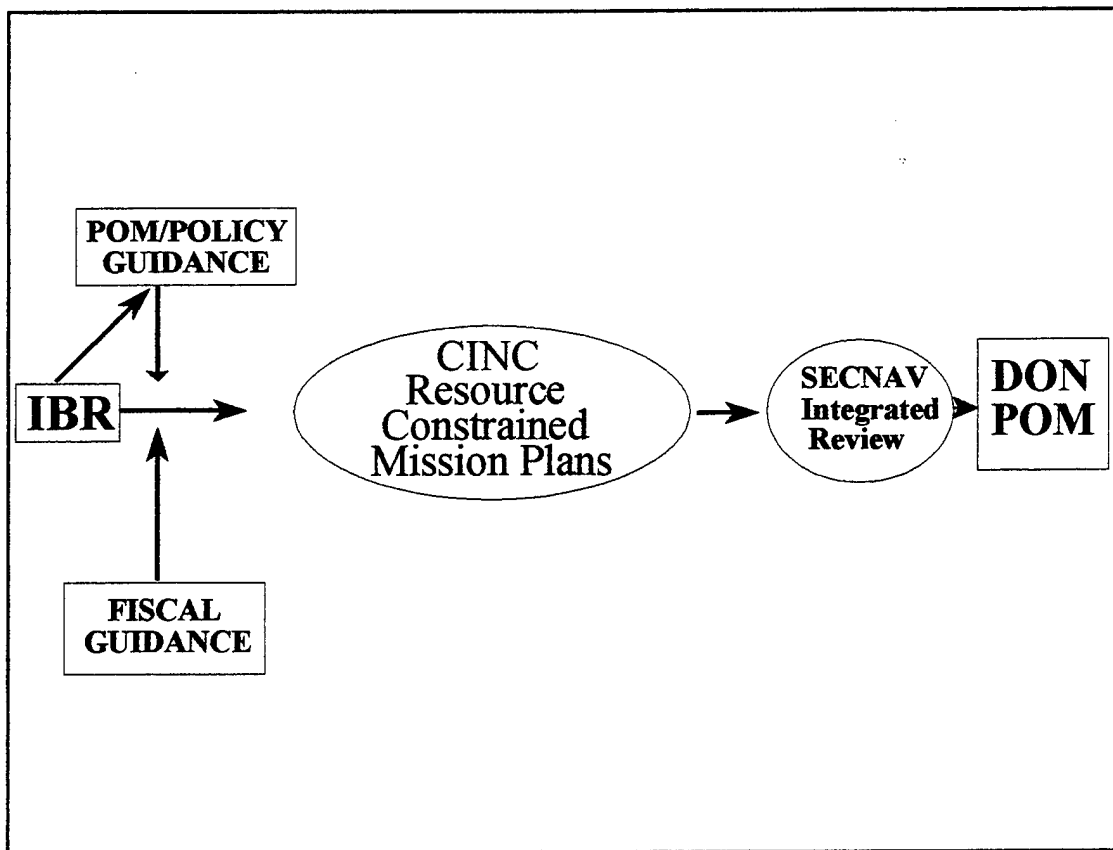 POM/POLICY
GUIDANCE
IBR
FISCAL
GUIDANCE
CINC
Resource
Constrained
Mission Plans
SECNAV
Integrated
Review
DON
POM